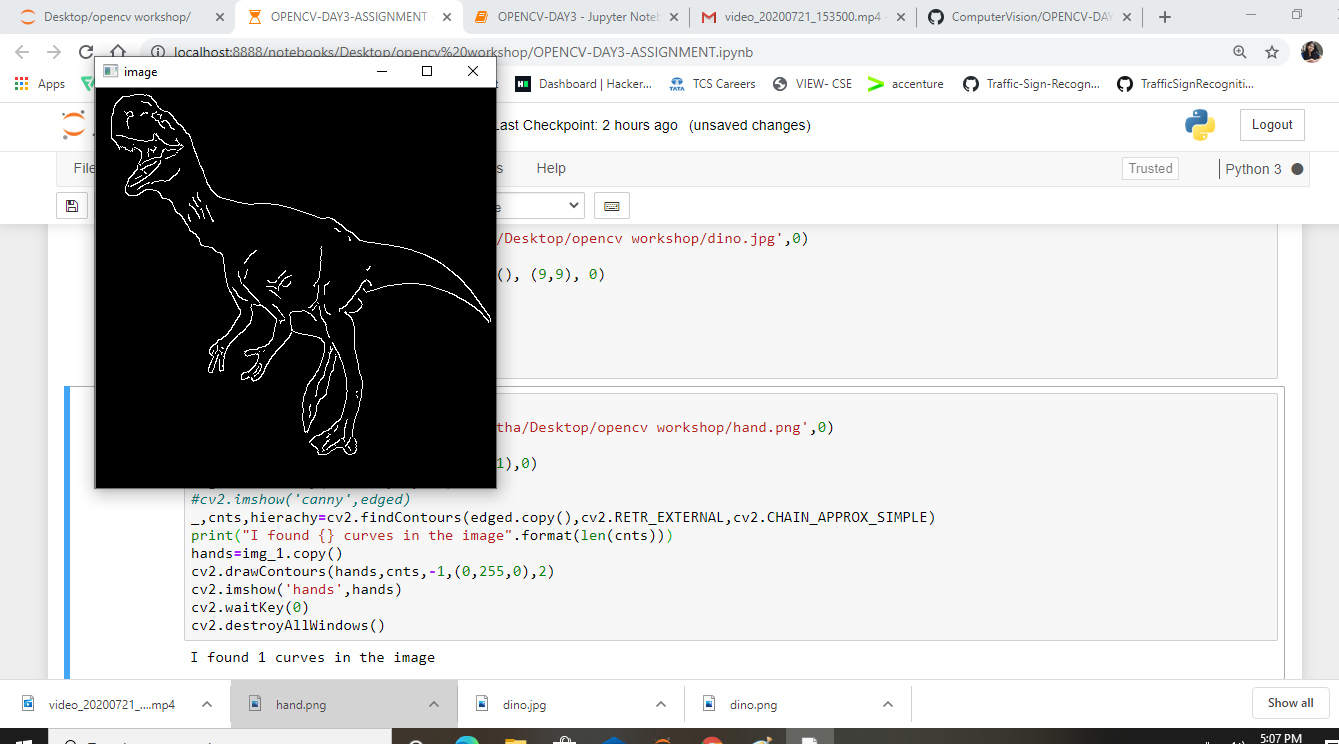 Desktop/opencv workshop/
OPENCV-DAY3-ASSIGNMENT
OPENCV-DAY3 - Jupyter Noteb
video_20200721_153500.mp4 -
ComputerVision/OPENCV-DAY
localhost:8888/notebooks/Desktop/opencv%20workshop/OPENCV-DAY3-ASSIGNMENT.ipynb
image
Apps
Dashboard | Hacker...
TATA
TCS Careers
VIEW- CSE
accenture
Traffic-Sign-Recogn...
TrafficSignRecogniti...
Last Checkpoint: 2 hours ago (unsaved changes)
Logout
File
Help
Trusted
Python 3
/Desktop/opencv workshop/dino.jpg',0)
(), (9,9), 0)
tha/Desktop/opencv workshop/hand.png',0)
1),0)
#cv2.imshow('canny',edged)
_,cnts,hierachy=cv2.findContours(edged.copy(),cv2.RETR_EXTERNAL,cv2.CHAIN_APPROX_SIMPLE)
print("I found {} curves in the image".format(len(cnts)))
hands=img_1.copy()
cv2.drawContours(hands,cnts,-1,(0,255,0),2)
cv2.imshow('hands',hands)
cv2.waitKey(0)
cv2.destroyAllWindows()
I found 1 curves in the image
video_20200721_....mp4
hand.png
dino.jpg
dino.png
Show all
5:07 PM